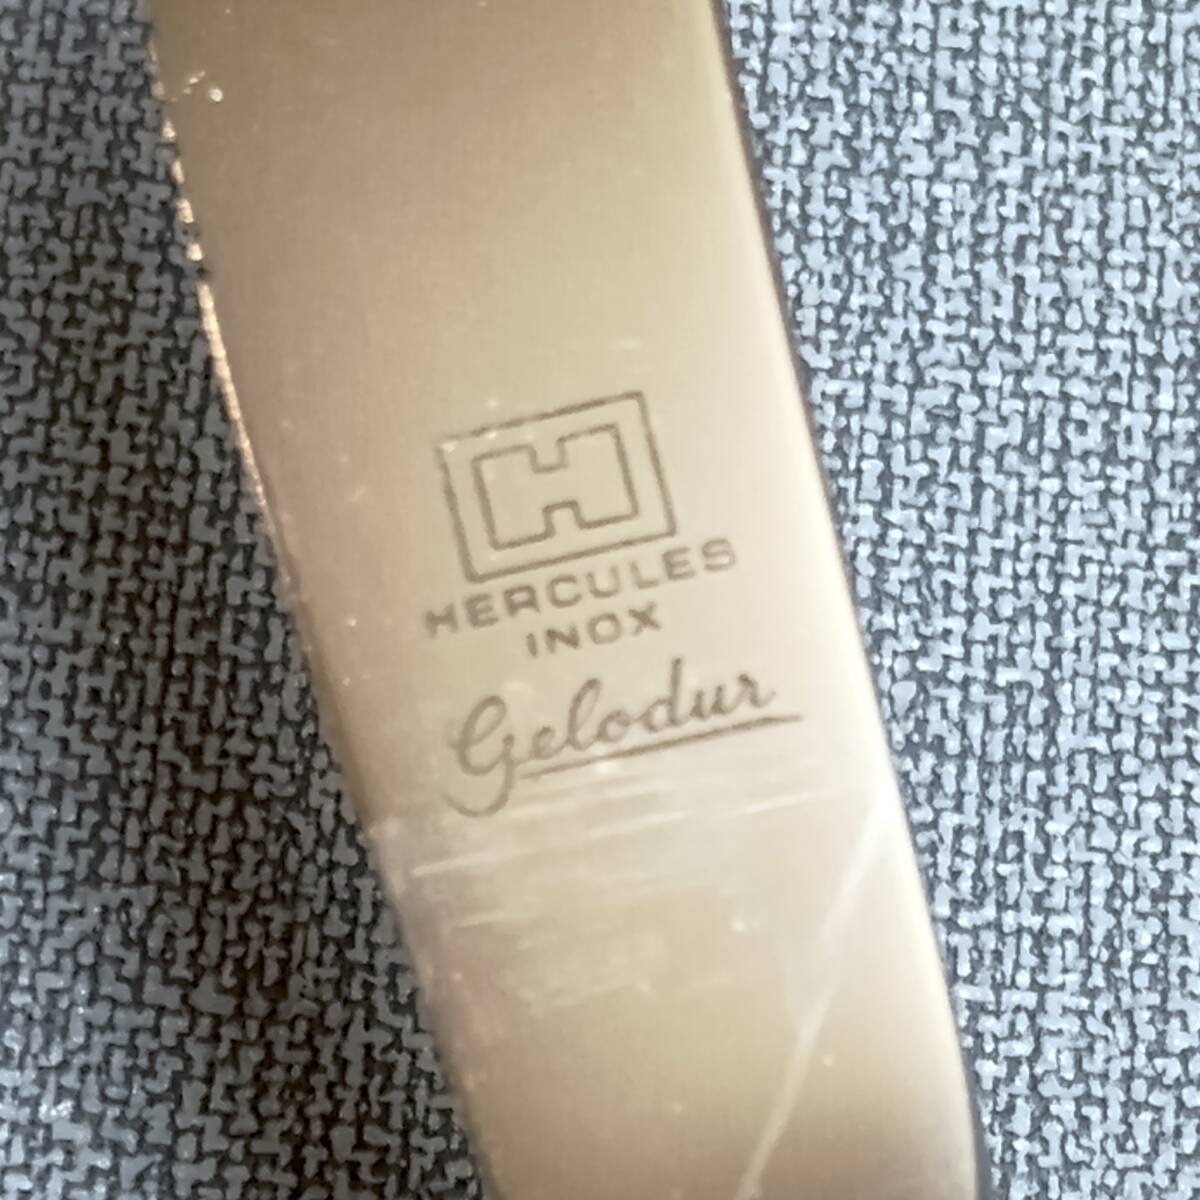 H
HERCULES
INOX
Gelodur